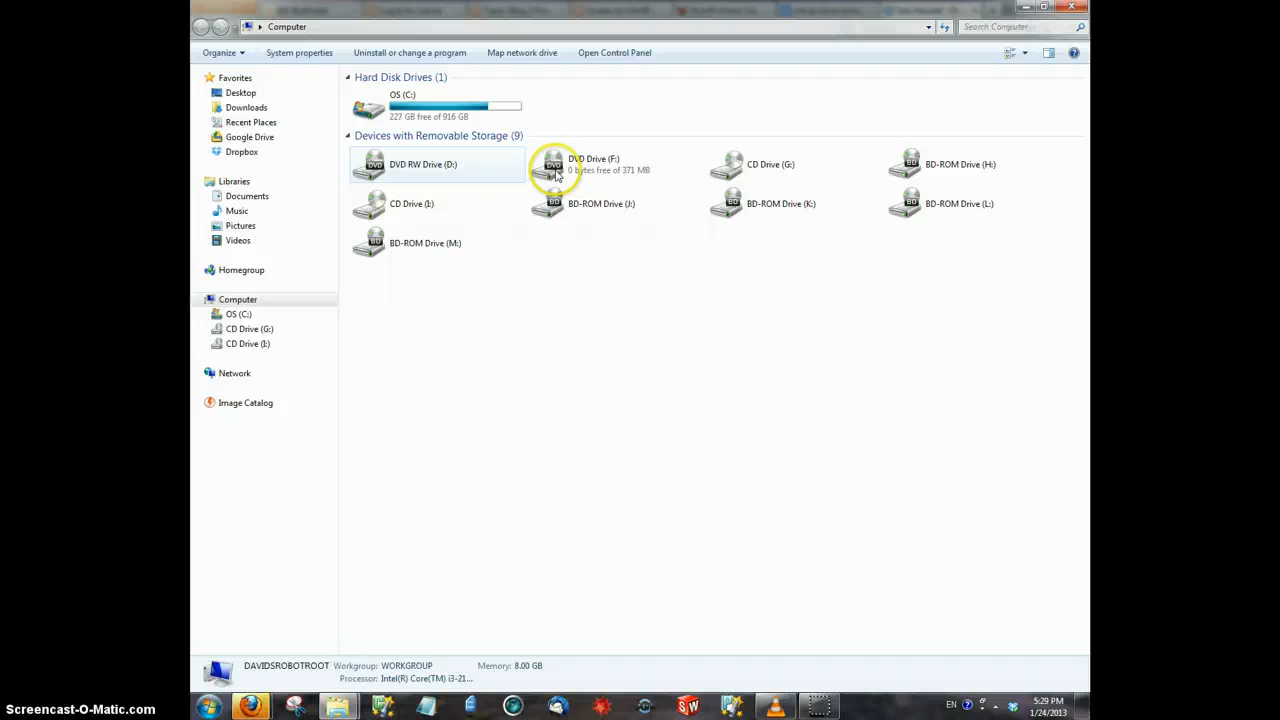 Computer
Search Computer
Organize
System properties
Uninstall or change a program
Map network drive
Open Control Panel
Favorites
Desktop
Downloads
Recent Places
Google Drive
Dropbox
Libraries
Documents
Music
Pictures
Videos
Homegroup
Computer
OS (C:)
CD Drive (G:)
CD Drive (I:)
Network
Image Catalog
Hard Disk Drives (1)
OS (C:)
227 GB free of 916 GB
Devices with Removable Storage (9)
DVD RW Drive (D:)
DVD Drive (F:)
0 bytes free of 371 MB
CD Drive (G:)
BD-ROM Drive (H:)
CD Drive (I:)
BD-ROM Drive (J:)
BD-ROM Drive (K:)
BD-ROM Drive (L:)
BD-ROM Drive (M:)
DAVIDSROBOTROOT Workgroup: WORKGROUP Memory: 8.00 GB
Processor: Intel(R) Core(TM) i3-21...
EN
5:29 PM
1/24/2013
Screencast-O-Matic.com